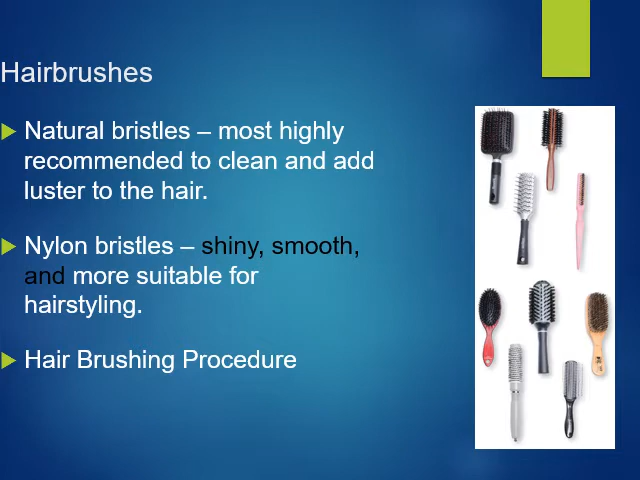 Hairbrushes
Natural bristles – most highly
recommended to clean and add
luster to the hair.
Nylon bristles – shiny, smooth,
and more suitable for
hairstyling.
Hair Brushing Procedure